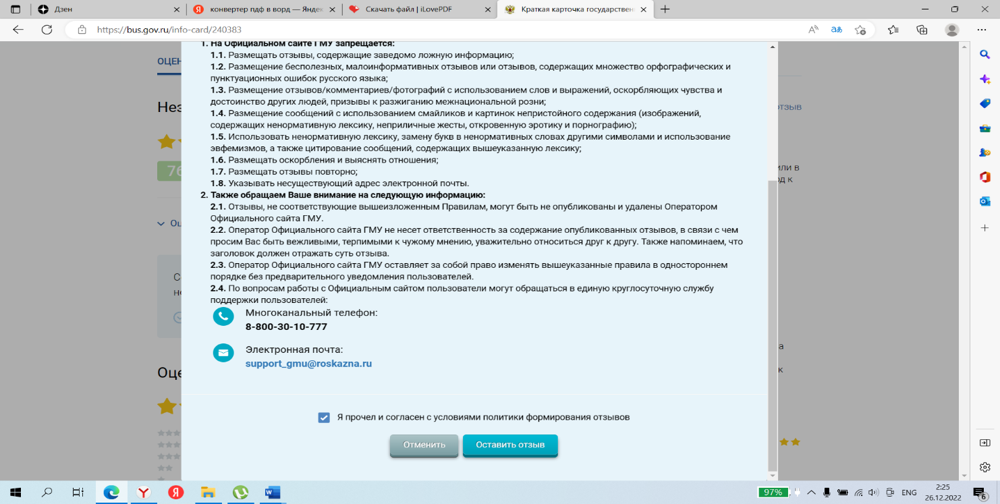 Дзен
конвертер пдф в ворд — Яндек
Скачать файл | iLovePDF
Краткая карточка государствен
https://bus.gov.ru/info-card/240383
1. На Официальном сайте ГМУ запрещается:
1.1. Размещать отзывы, содержащие заведомо ложную информацию;
1.2. Размещение бесполезных, малоинформативных отзывов или отзывов, содержащих множество орфографических и
пунктуационных ошибок русского языка;
1.3. Размещение отзывов/комментариев/фотографий с использованием слов и выражений, оскорбляющих чувства и
достоинство других людей, призывы к разжиганию межнациональной розни;
1.4. Размещение сообщений с использованием смайликов и картинок непристойного содержания (изображений,
содержащих ненормативную лексику, неприличные жесты, откровенную эротику и порнографию);
1.5. Использовать ненормативную лексику, замену букв в ненормативных словах другими символами и использование
эвфемизмов, а также цитирование сообщений, содержащих вышеуказанную лексику;
1.6. Размещать оскорбления и выяснять отношения;
1.7. Размещать отзывы повторно;
1.8. Указывать несуществующий адрес электронной почты.
2. Также обращаем Ваше внимание на следующую информацию:
2.1. Отзывы, не соответствующие вышеизложенным Правилам, могут быть не опубликованы и удалены Оператором
Официального сайта ГМУ.
2.2. Оператор Официального сайта ГМУ не несет ответственность за содержание опубликованных отзывов, в связи с чем
просим Вас быть вежливыми, терпимыми к чужому мнению, уважительно относиться друг к другу. Также напоминаем, что
заголовок должен отражать суть отзыва.
2.3. Оператор Официального сайта ГМУ оставляет за собой право изменять вышеуказанные правила в одностороннем
порядке без предварительного уведомления пользователей.
2.4. По вопросам работы с Официальным сайтом пользователи могут обращаться в единую круглосуточную службу
поддержки пользователей:
Многоканальный телефон:
8-800-30-10-777
Электронная почта:
support_gmu@roskazna.ru
Я прочел и согласен с условиями политики формирования отзывов
Отменить
Оставить отзыв
97%
ENG
2:25
26.12.2022
6